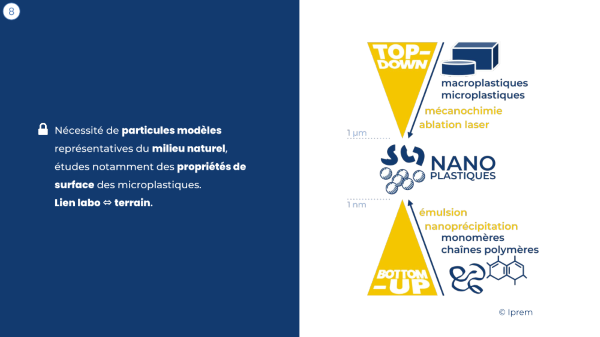 8
Nécessité de particules modèles
représentatives du milieu naturel,
études notamment des propriétés de
surface des microplastiques.
Lien labo ⇔ terrain.
TOP-
DOWN
macroplastiques
microplastiques
mécanochimie
ablation laser
1 µm
NANO
PLASTIQUES
1 nm
émulsion
nanoprécipitation
monomères
chaînes polymères
BOTTOM
-UP
© Iprem